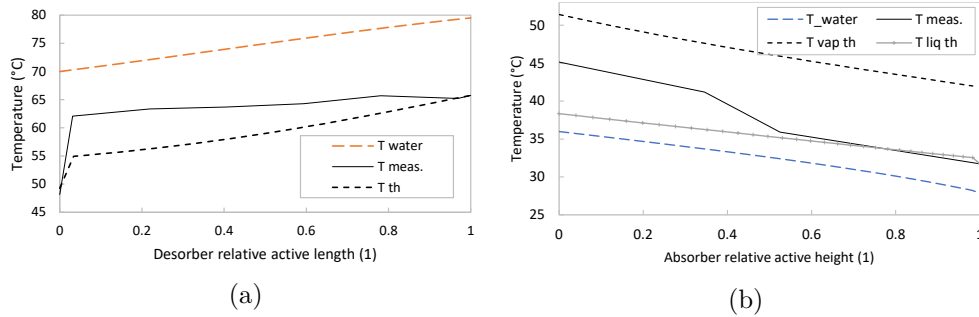 80
75
70
65
60
55
50
45
Temperature (°C)
T water
T meas.
T th
0
0.2
0.4
0.6
0.8
1
Desorber relative active length (1)
(a)
T_water
T meas.
T vap th
T liq th
50
45
40
35
30
25
Temperature (°C)
0
0.2
0.4
0.6
0.8
1
Absorber relative active height (1)
(b)